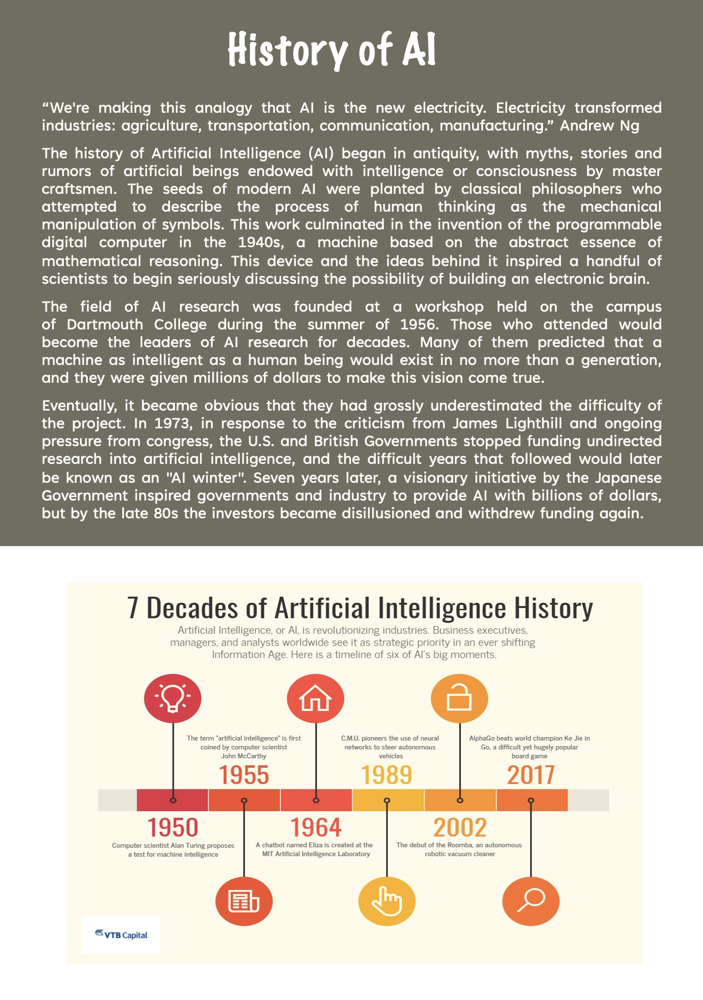 History of AI
“We're making this analogy that AI is the new electricity. Electricity transformed
industries: agriculture, transportation, communication, manufacturing.” Andrew Ng
The history of Artificial Intelligence (AI) began in antiquity, with myths, stories and
rumors of artificial beings endowed with intelligence or consciousness by master
craftsmen. The seeds of modern AI were planted by classical philosophers who
attempted to describe the process of human thinking as the mechanical
manipulation of symbols. This work culminated in the invention of the programmable
digital computer in the 1940s, a machine based on the abstract essence of
mathematical reasoning. This device and the ideas behind it inspired a handful of
scientists to begin seriously discussing the possibility of building an electronic brain.
The field of AI research was founded at a workshop held on the campus
of Dartmouth College during the summer of 1956. Those who attended would
become the leaders of AI research for decades. Many of them predicted that a
machine as intelligent as a human being would exist in no more than a generation,
and they were given millions of dollars to make this vision come true.
Eventually, it became obvious that they had grossly underestimated the difficulty of
the project. In 1973, in response to the criticism from James Lighthill and ongoing
pressure from congress, the U.S. and British Governments stopped funding undirected
research into artificial intelligence, and the difficult years that followed would later
be known as an "AI winter". Seven years later, a visionary initiative by the Japanese
Government inspired governments and industry to provide AI with billions of dollars,
but by the late 80s the investors became disillusioned and withdrew funding again.
7 Decades of Artificial Intelligence History
Artificial Intelligence, or AI, is revolutionizing industries. Business executives,
managers, and analysts worldwide see it as strategic priority in an ever shifting
Information Age. Here is a timeline of six of AI's big moments.
The term "artificial intelligence" is first
coined by computer scientist
John McCarthy
1955
C.M.U. pioneers the use of neural
networks to steer autonomous
vehicles
1989
AlphaGo beats world champion Ke Jie in
Go, a difficult yet hugely popular
board game
2017
1950
Computer scientist Alan Turing proposes
a test for machine intelligence
1964
A chatbot named Eliza is created at the
MIT Artificial Intelligence Laboratory
2002
The debut of the Roomba, an autonomous
robotic vacuum cleaner
VTB Capital